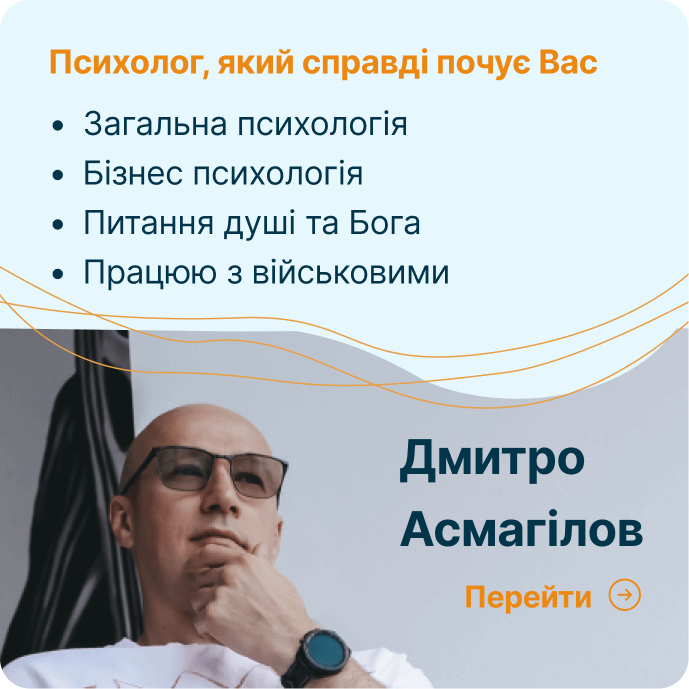 Психолог, який справді почує Вас
• Загальна психологія
• Бізнес психологія
• Питання душі та Бога
• Працюю з військовими
Дмитро
Асмагілов
Перейти